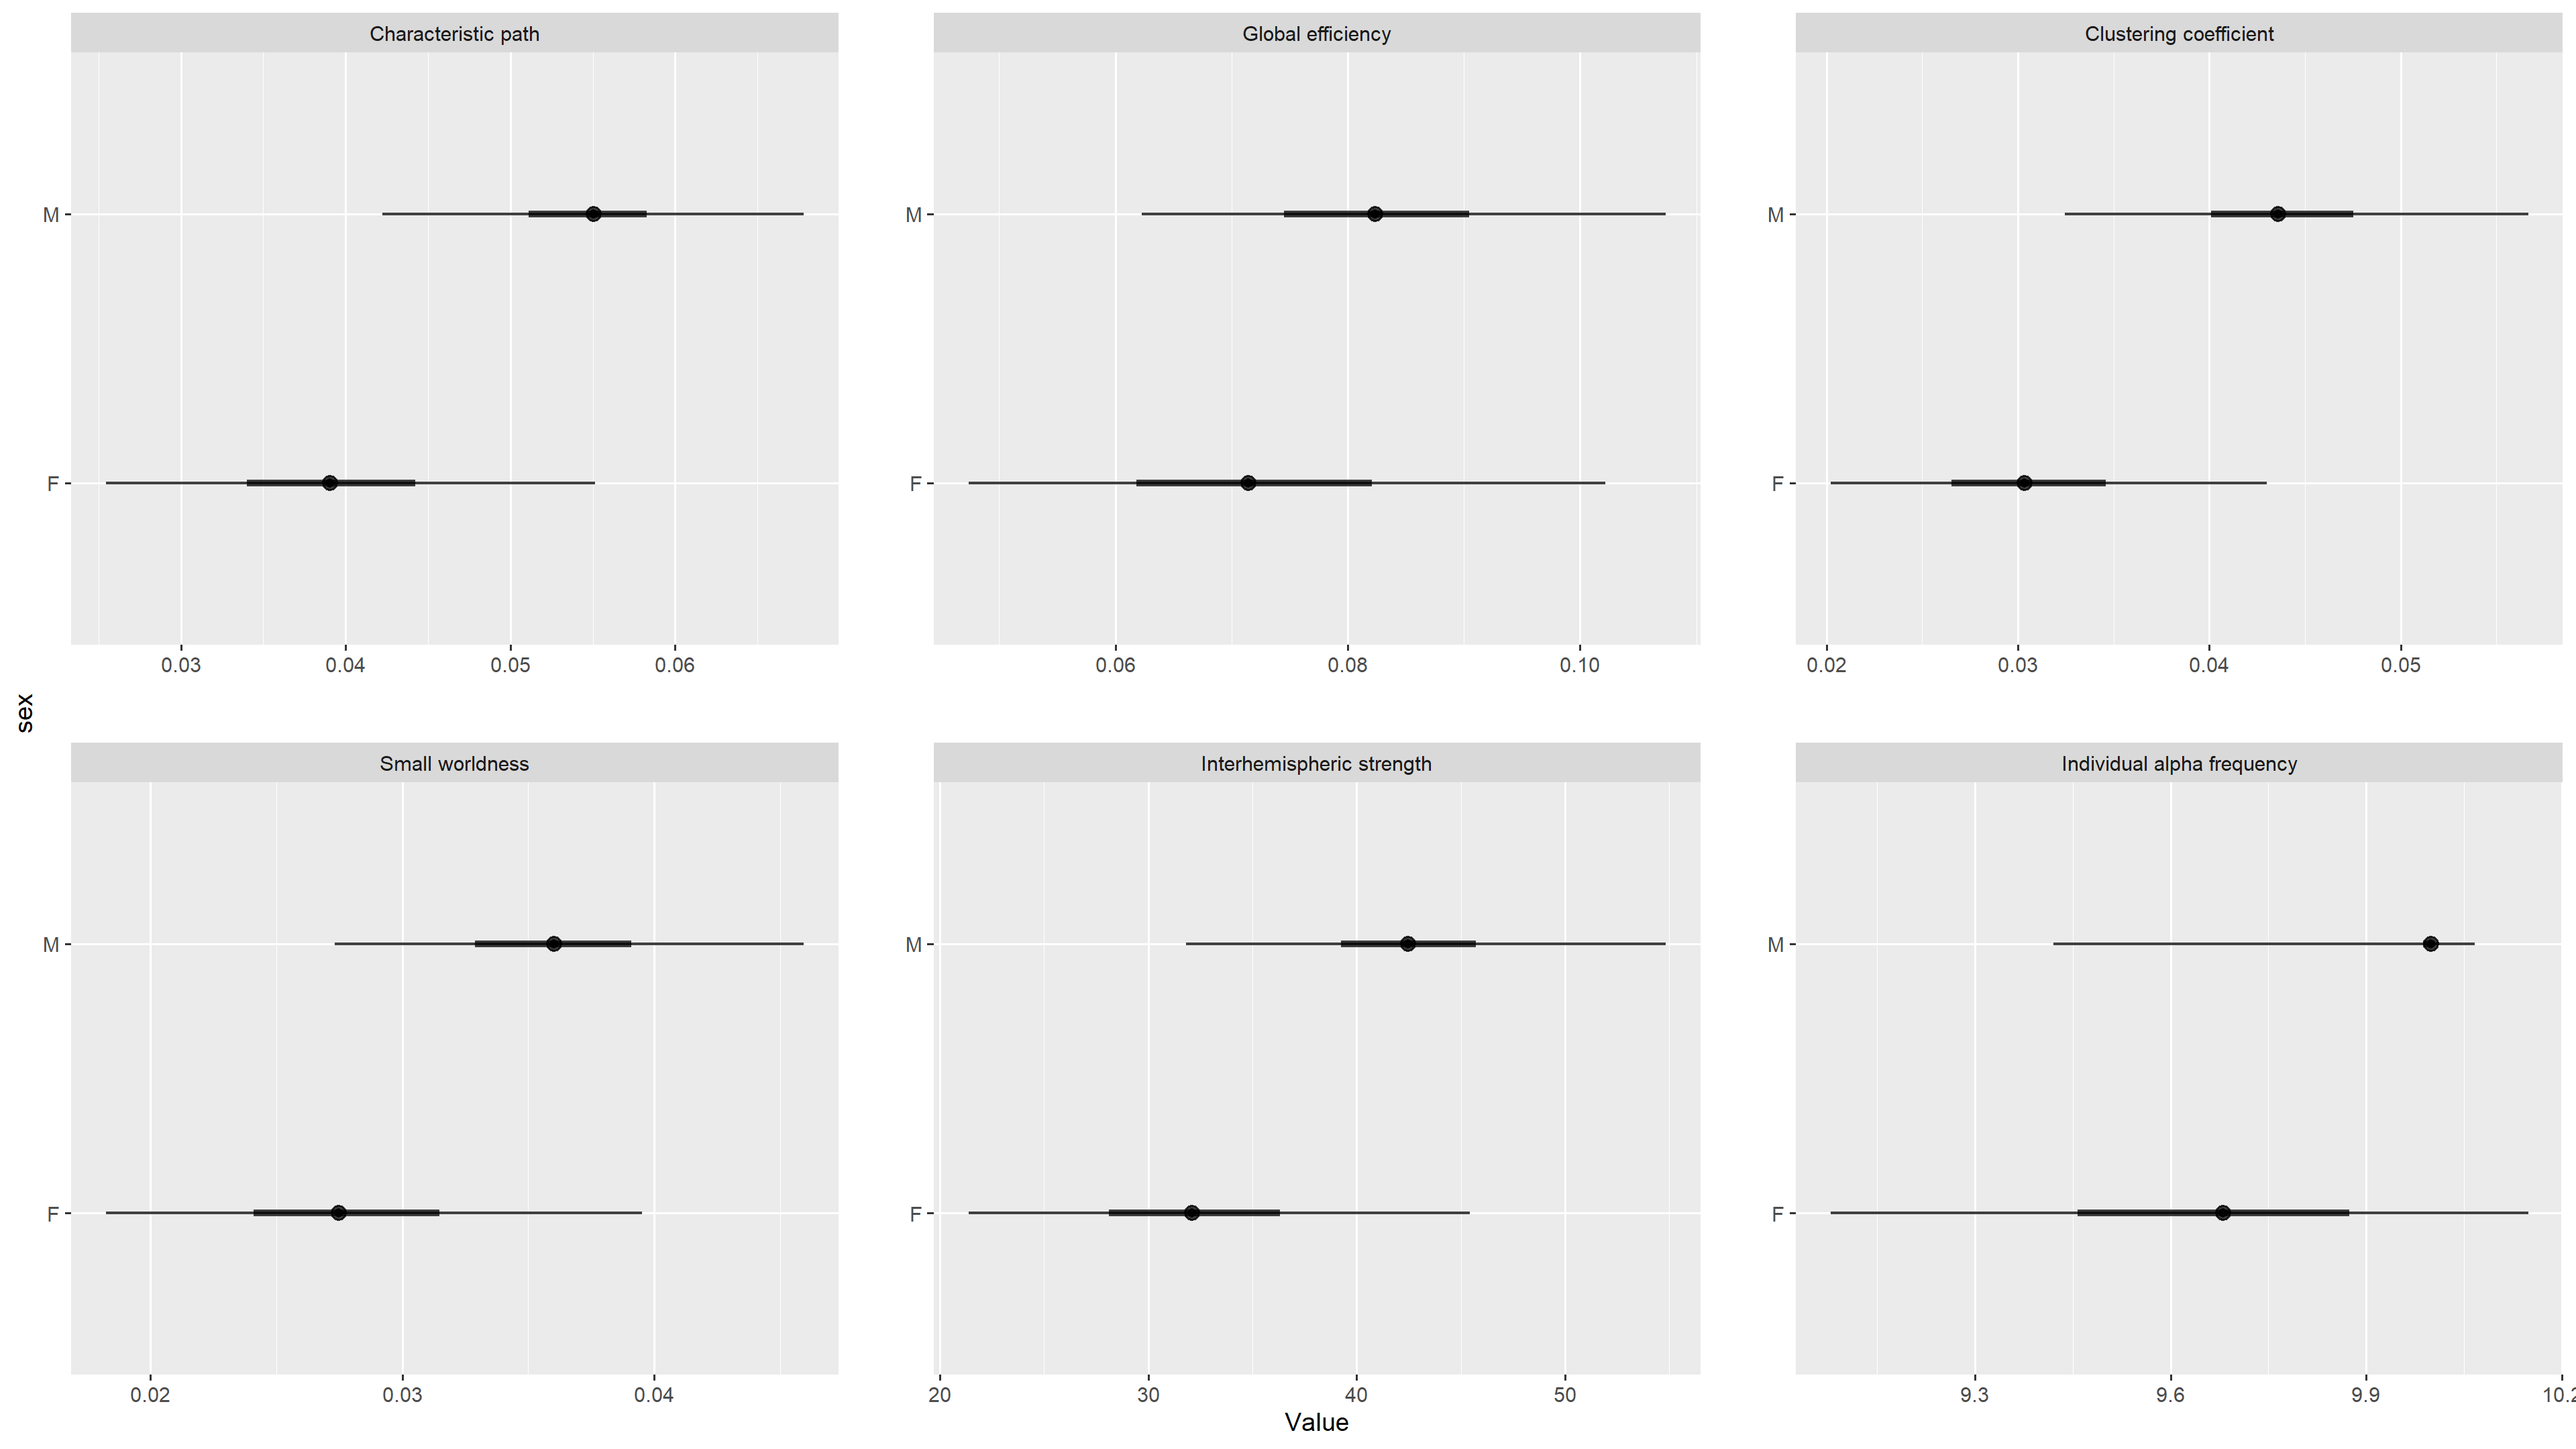 Characteristic path
Global efficiency
Clustering coefficient
M
M
M
F
F
F
0.03 0.04 0.05 0.06
0.06 0.08 0.10
0.02 0.03 0.04 0.05
sex
Small worldness
Interhemispheric strength
Individual alpha frequency
M
M
M
F
F
F
0.02 0.03 0.04
20 30 40 50
9.3 9.6 9.9 10.2
Value